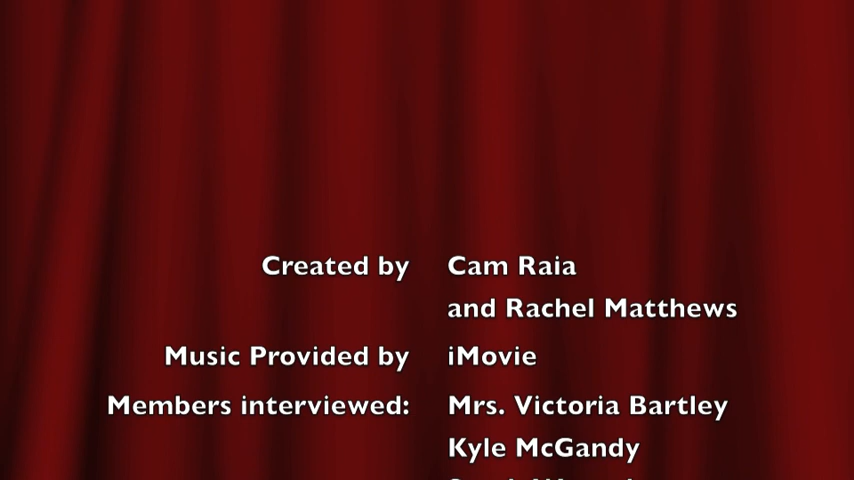 Created by Cam Raia
and Rachel Matthews
Music Provided by iMovie
Members interviewed: Mrs. Victoria Bartley
Kyle McGandy